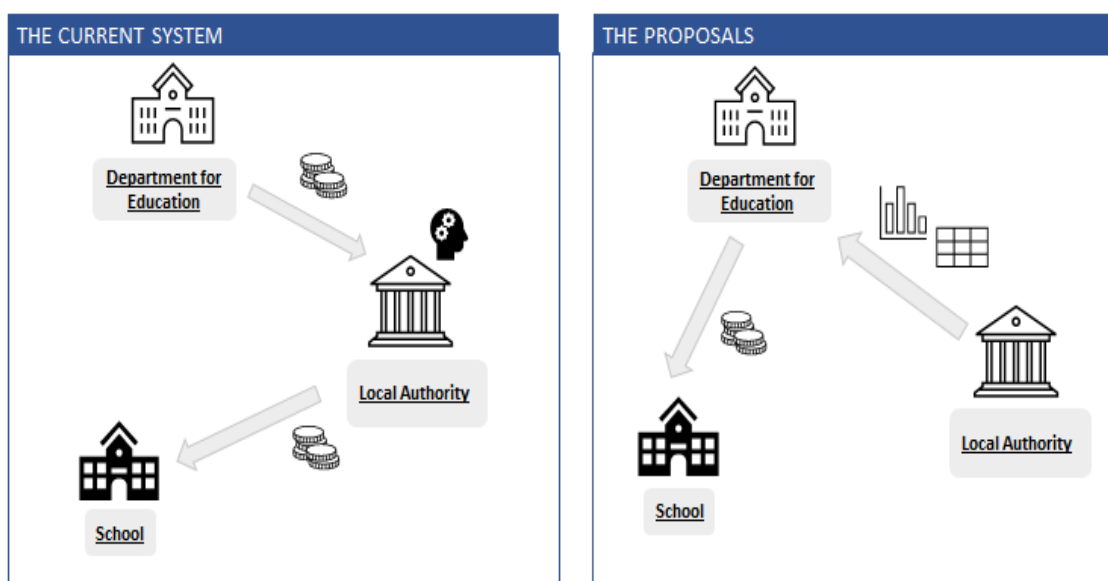 THE CURRENT SYSTEM
Department for
Education
Local Authority
School
THE PROPOSALS
Department for
Education
Local Authority
School